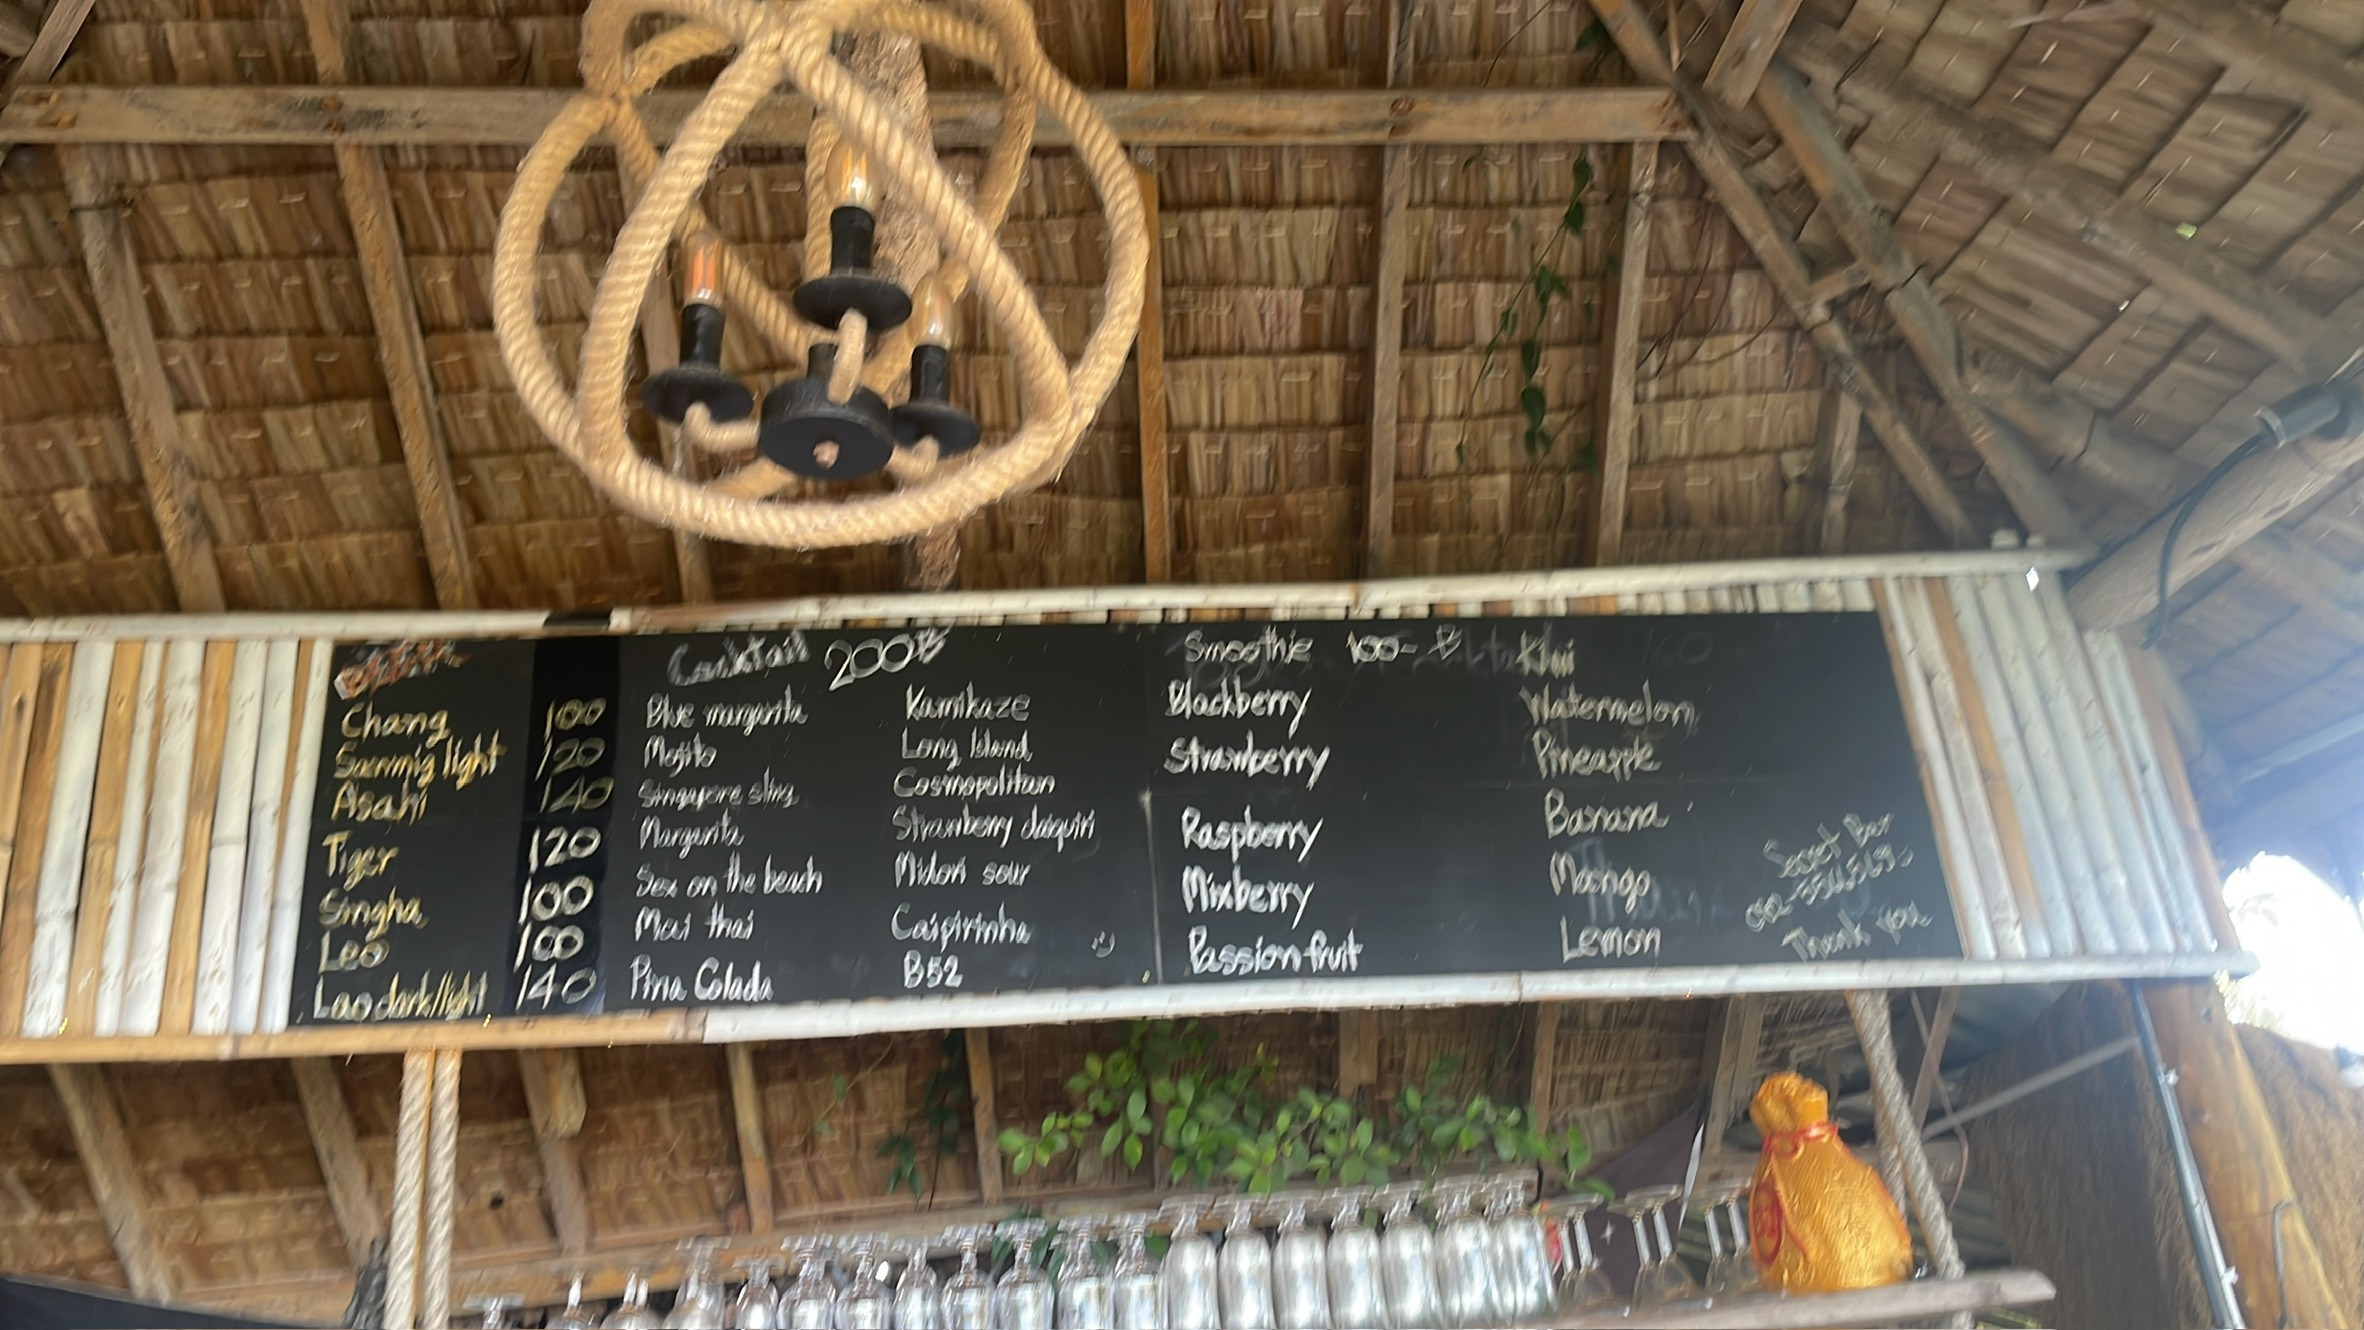 Chang 100
Sanmig light 120
Asahi 140
Tiger 120
Singha 100
Leo 100
Lao dark/light 140
Cocktail 200฿
Blue margarita
Mojito
Singapore sling
Margarita
Sex on the beach
Mai thai
Pina Colada
Kamikaze
Long Island
Cosmopolitan
Strawberry daiquiri
Midori sour
Caipirinha
B52
Smoothie 100- ฿
Blackberry
Strawberry
Raspberry
Mixberry
Passion fruit
Kiwi
Watermelon
Pineapple
Banana
Mango
Lemon
Secret Bar
Thank you